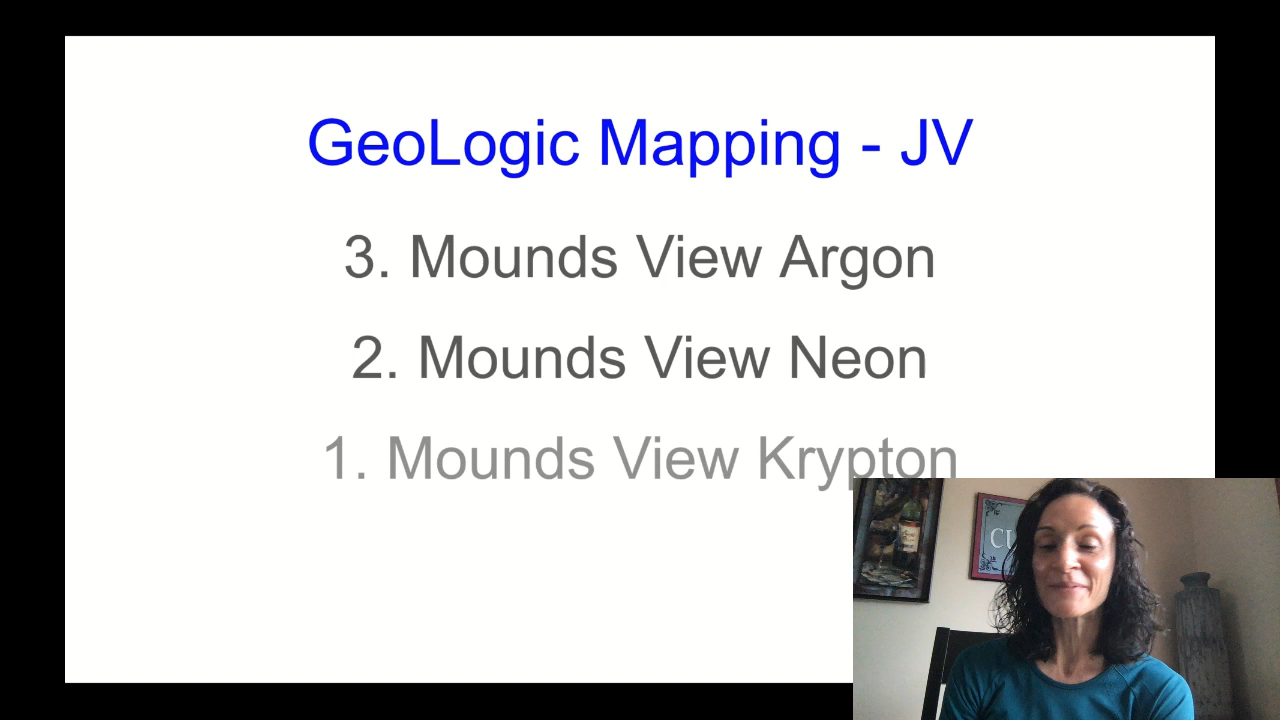 GeoLogic Mapping - JV
3. Mounds View Argon
2. Mounds View Neon
1. Mounds View Krypton